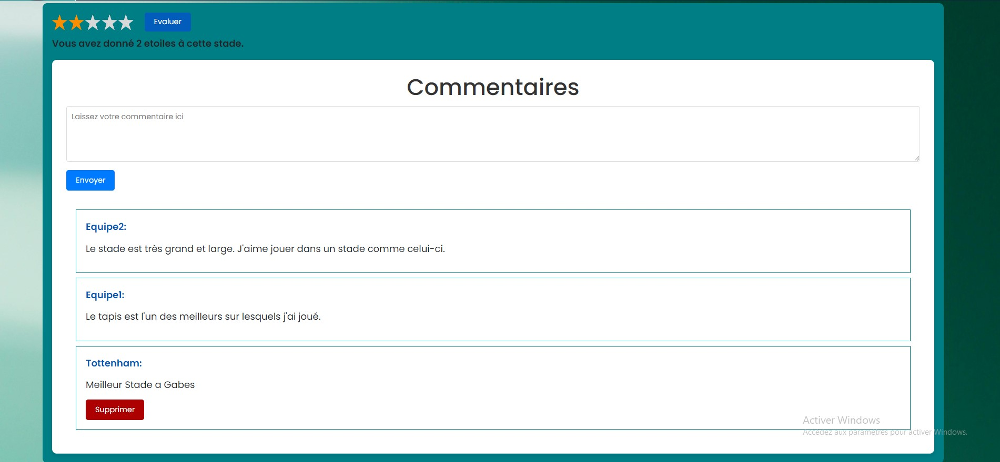 Evaluer
Vous avez donné 2 etoiles à cette stade.
Commentaires
Laissez votre commentaire ici
Envoyer
Equipe2:
Le stade est très grand et large. J'aime jouer dans un stade comme celui-ci.
Equipe1:
Le tapis est l'un des meilleurs sur lesquels j'ai joué.
Tottenham:
Meilleur Stade a Gabes
Supprimer
Activer Windows
Accédez aux paramètres pour activer Windows.